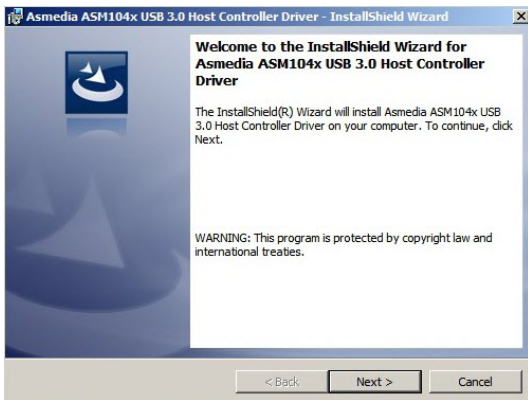 Asmedia ASM104x USB 3.0 Host Controller Driver - InstallShield Wizard
Welcome to the InstallShield Wizard for
Asmedia ASM104x USB 3.0 Host Controller
Driver
The InstallShield(R) Wizard will install Asmedia ASM104x USB
3.0 Host Controller Driver on your computer. To continue, click
Next.
WARNING: This program is protected by copyright law and
international treaties.
< Back
Next >
Cancel